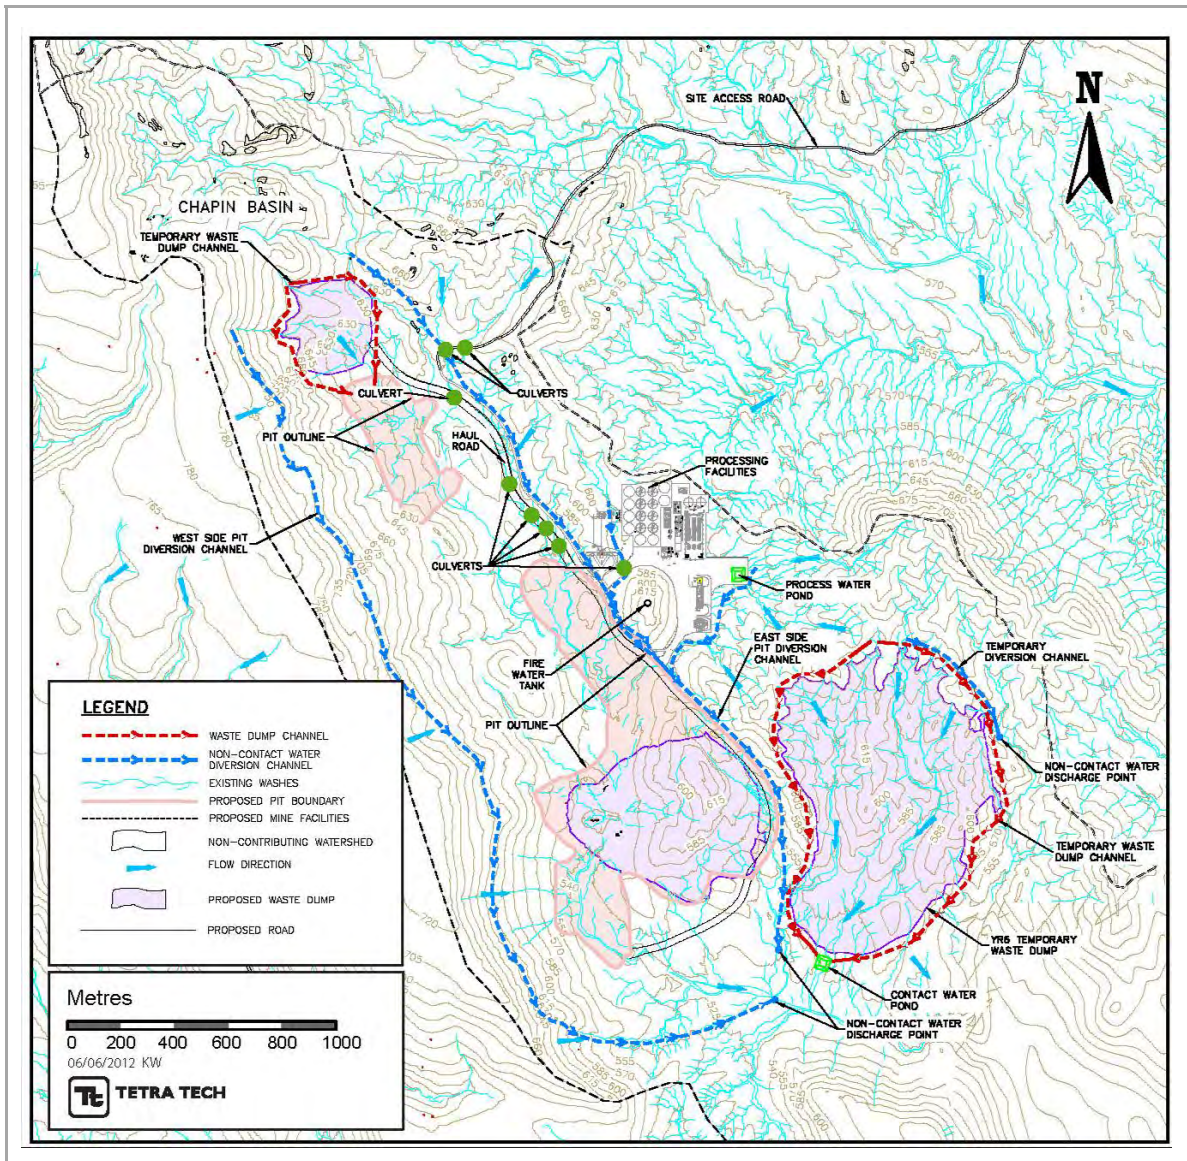 N
SITE ACCESS ROAD
CHAPIN BASIN
TEMPORARY WASTE
DUMP CHANNEL
CULVERT
CULVERTS
PIT OUTLINE
HAUL
ROAD
PROCESSING
FACILITIES
WEST SIDE PIT
DIVERSION CHANNEL
CULVERTS
PROCESS WATER
POND
FIRE
WATER
TANK
EAST SIDE
PIT DIVERSION
CHANNEL
TEMPORARY
DIVERSION CHANNEL
PIT OUTLINE
NON-CONTACT WATER
DISCHARGE POINT
TEMPORARY WASTE
DUMP CHANNEL
YR6 TEMPORARY
WASTE DUMP
CONTACT WATER
POND
NON-CONTACT WATER
DISCHARGE POINT
LEGEND
WASTE DUMP CHANNEL
NON-CONTACT WATER
DIVERSION CHANNEL
EXISTING WASHES
PROPOSED PIT BOUNDARY
PROPOSED MINE FACILITIES
NON-CONTRIBUTING WATERSHED
FLOW DIRECTION
PROPOSED WASTE DUMP
PROPOSED ROAD
Metres
0 200 400 600 800 1000
06/06/2012 KW
Tt TETRA TECH